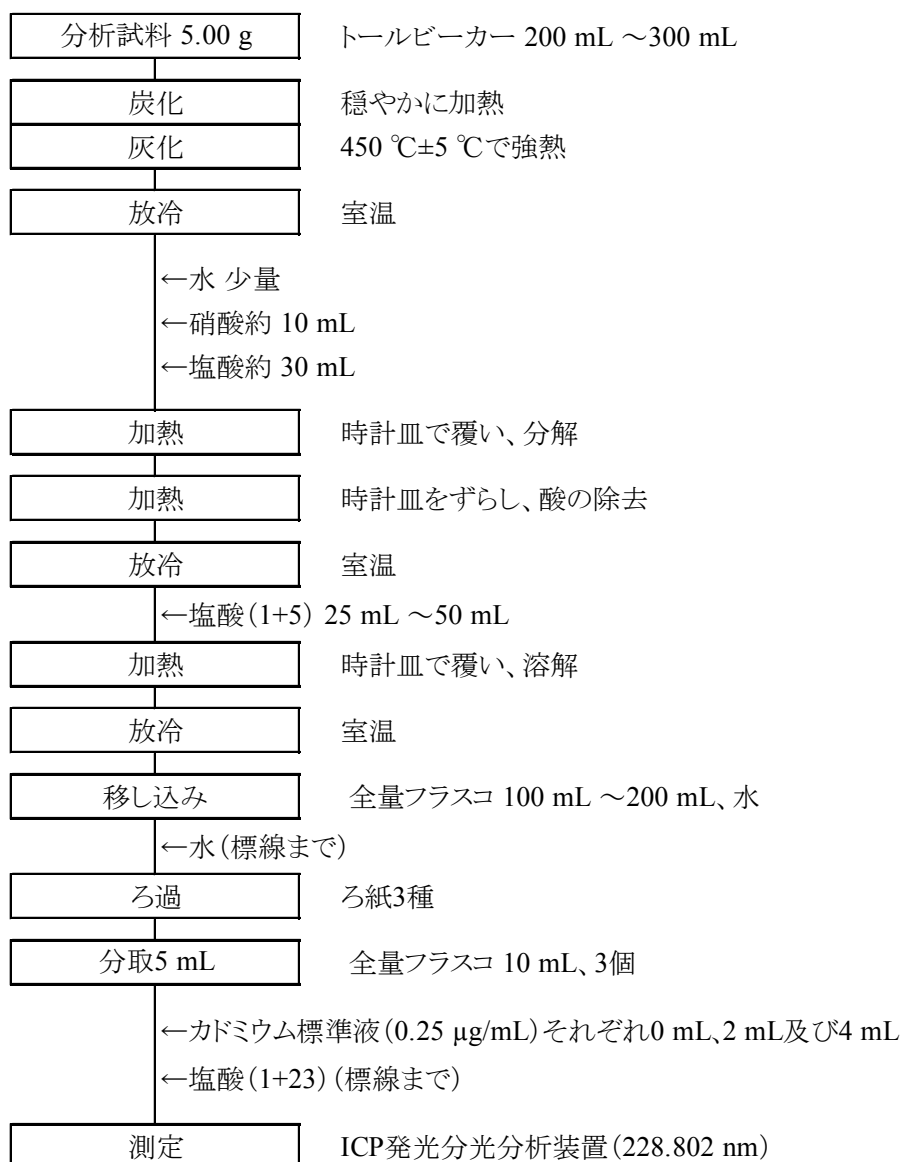 分析試料 5.00 g トールビーカー 200 mL ～300 mL
炭化 穏やかに加熱
灰化 450 ℃±5 ℃で強熱
放冷 室温
←水 少量
←硝酸約 10 mL
←塩酸約 30 mL
加熱 時計皿で覆い、分解
加熱 時計皿をずらし、酸の除去
放冷 室温
←塩酸（1+5） 25 mL ～50 mL
加熱 時計皿で覆い、溶解
放冷 室温
移し込み 全量フラスコ 100 mL ～200 mL、水
←水（標線まで）
ろ過 ろ紙3種
分取5 mL 全量フラスコ 10 mL、3個
←カドミウム標準液（0.25 µg/mL）それぞれ0 mL、2 mL及び4 mL
←塩酸（1+23）（標線まで）
測定 ICP発光分光分析装置（228.802 nm）